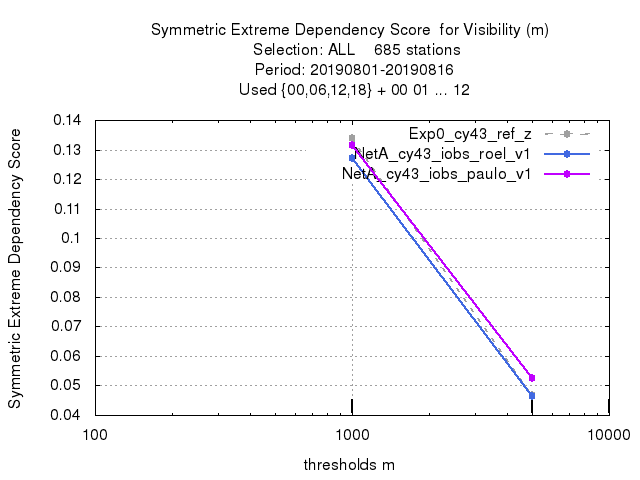 Symmetric Extreme Dependency Score  for Visibility (m)
Selection: ALL    685 stations
Period: 20190801-20190816
Used {00,06,12,18} + 00 01 ... 12
Symmetric Extreme Dependency Score
0.14
0.13
0.12
0.11
0.1
0.09
0.08
0.07
0.06
0.05
0.04
Exp0_cy43_ref_z
NetA_cy43_iobs_roel_v1
NetA_cy43_iobs_paulo_v1
100
1000
10000
thresholds m